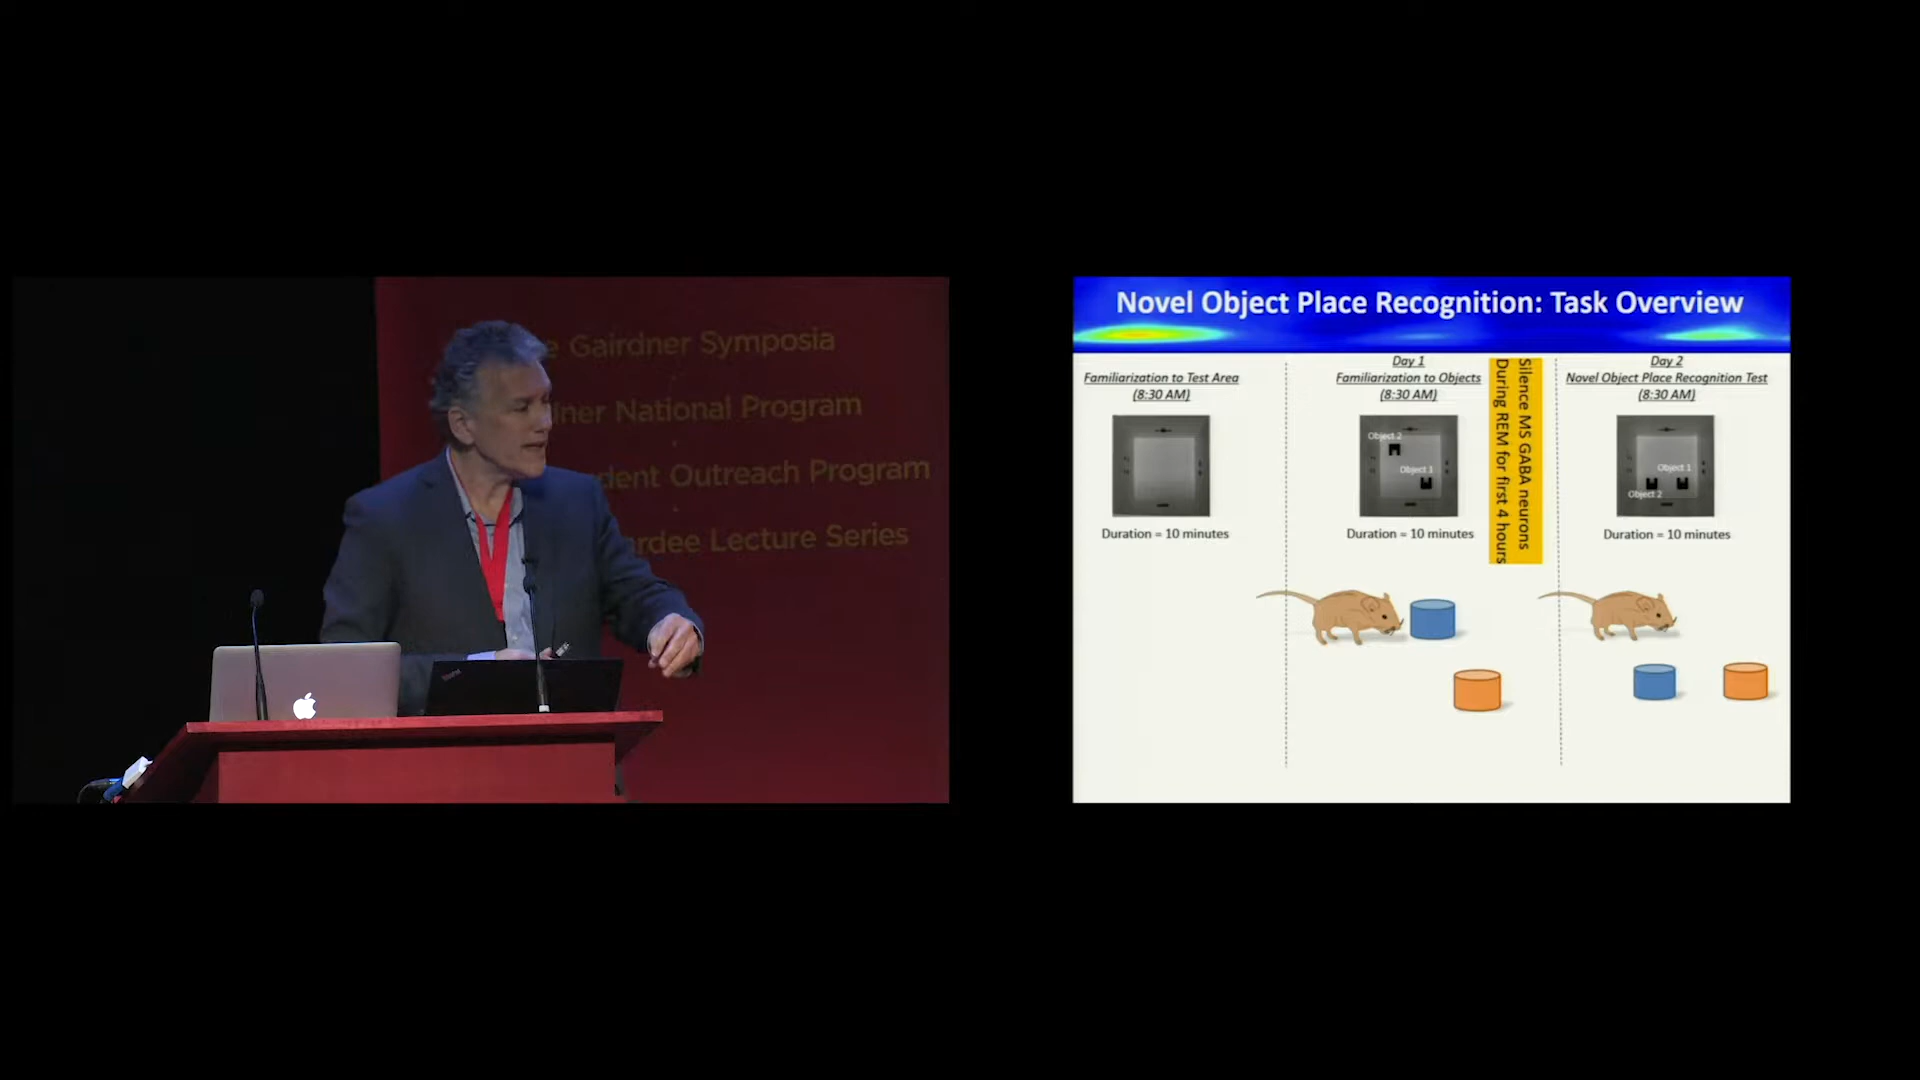 e Gairdner Symposia
dner National Program
dent Outreach Program
rdee Lecture Series
Novel Object Place Recognition: Task Overview
Familiarization to Test Area
(8:30 AM)
Duration = 10 minutes
Day 1
Familiarization to Objects
(8:30 AM)
Object 2
Object 1
Duration = 10 minutes
Silence MS GABA neurons
During REM for first 4 hours
Day 2
Novel Object Place Recognition Test
(8:30 AM)
Object 1
Object 2
Duration = 10 minutes